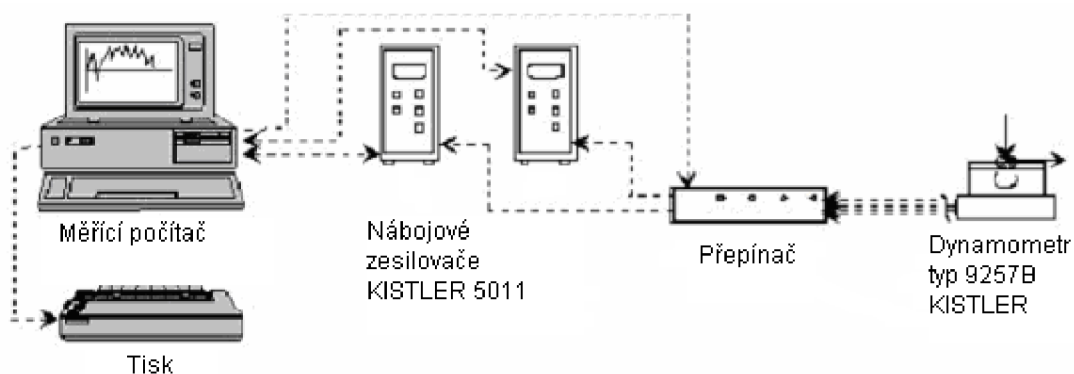 Měřící počítač
Nábojové
zesilovače
KISTLER 5011
Přepínač
Dynamometr
typ 9257B
KISTLER
Tisk